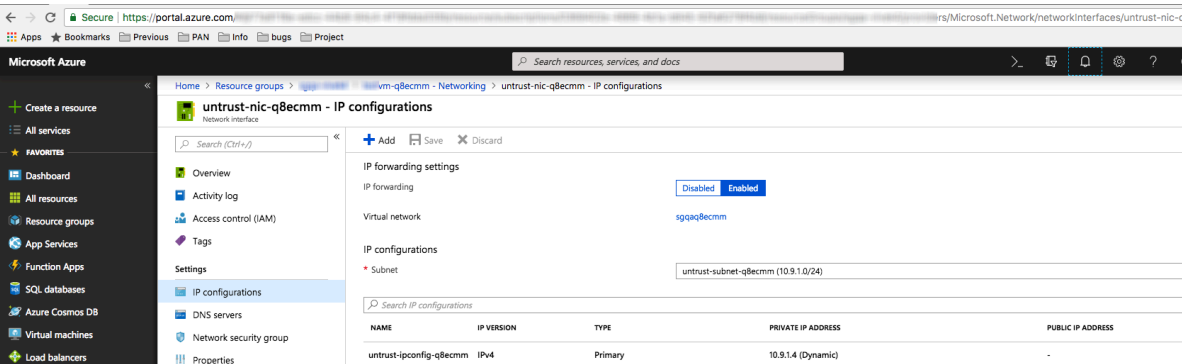 Secure | https://portal.azure.com/ ers/Microsoft.Network/networkInterfaces/untrust-nic-
Apps Bookmarks Previous PAN Info bugs Project
Microsoft Azure Search resources, services, and docs >_ ?
Home > Resource groups > vm-q8ecmm - Networking > untrust-nic-q8ecmm - IP configurations
untrust-nic-q8ecmm - IP configurations
Network interface
Create a resource
All services
FAVORITES
Dashboard
All resources
Resource groups
App Services
Function Apps
SQL databases
Azure Cosmos DB
Virtual machines
Load balancers
Search (Ctrl+/)
Overview
Activity log
Access control (IAM)
Tags
Settings
IP configurations
DNS servers
Network security group
Properties
Add Save Discard
IP forwarding settings
IP forwarding Disabled Enabled
Virtual network sgqaq8ecmm
IP configurations
* Subnet untrust-subnet-q8ecmm (10.9.1.0/24)
Search IP configurations
NAME IP VERSION TYPE PRIVATE IP ADDRESS PUBLIC IP ADDRESS
untrust-ipconfig-q8ecmm IPv4 Primary 10.9.1.4 (Dynamic) -